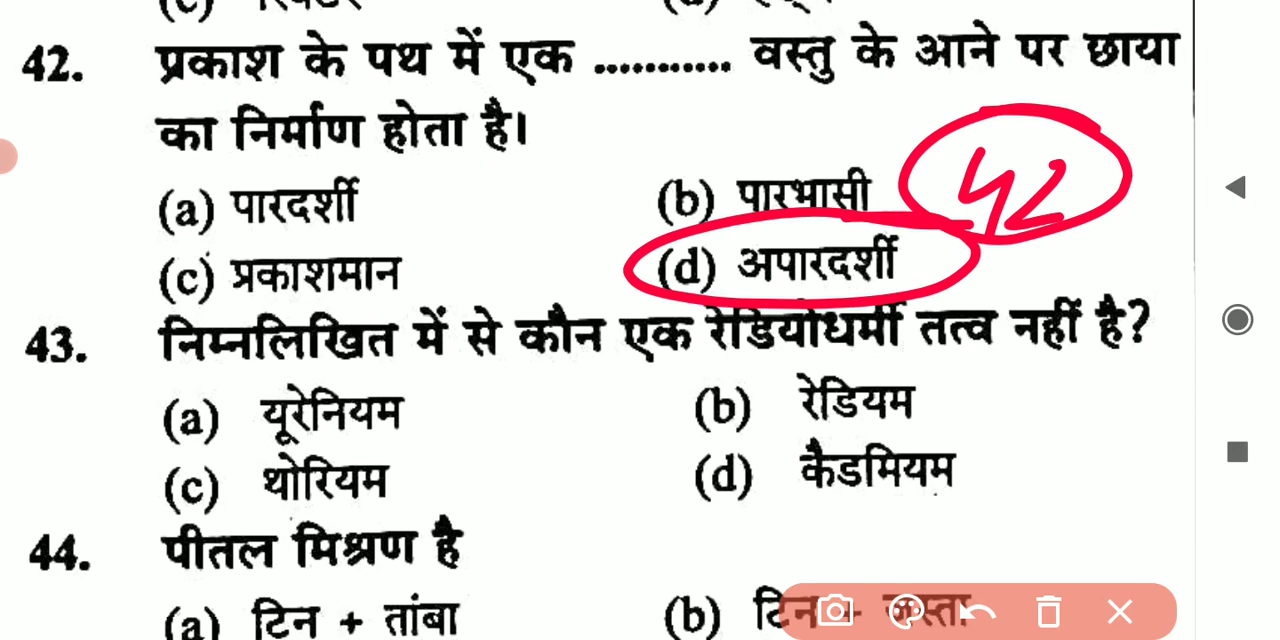 42. प्रकाश के पथ में एक ........... वस्तु के आने पर छाया
का निर्माण होता है।
(a) पारदर्शी (b) पारभासी
42
(c) प्रकाशमान (d) अपारदर्शी
43. निम्नलिखित में से कौन एक रेडियोधर्मी तत्व नहीं है?
(a) यूरेनियम (b) रेडियम
(c) थोरियम (d) कैडमियम
44. पीतल मिश्रण है
(a) टिन + तांबा (b) टिन + जस्ता